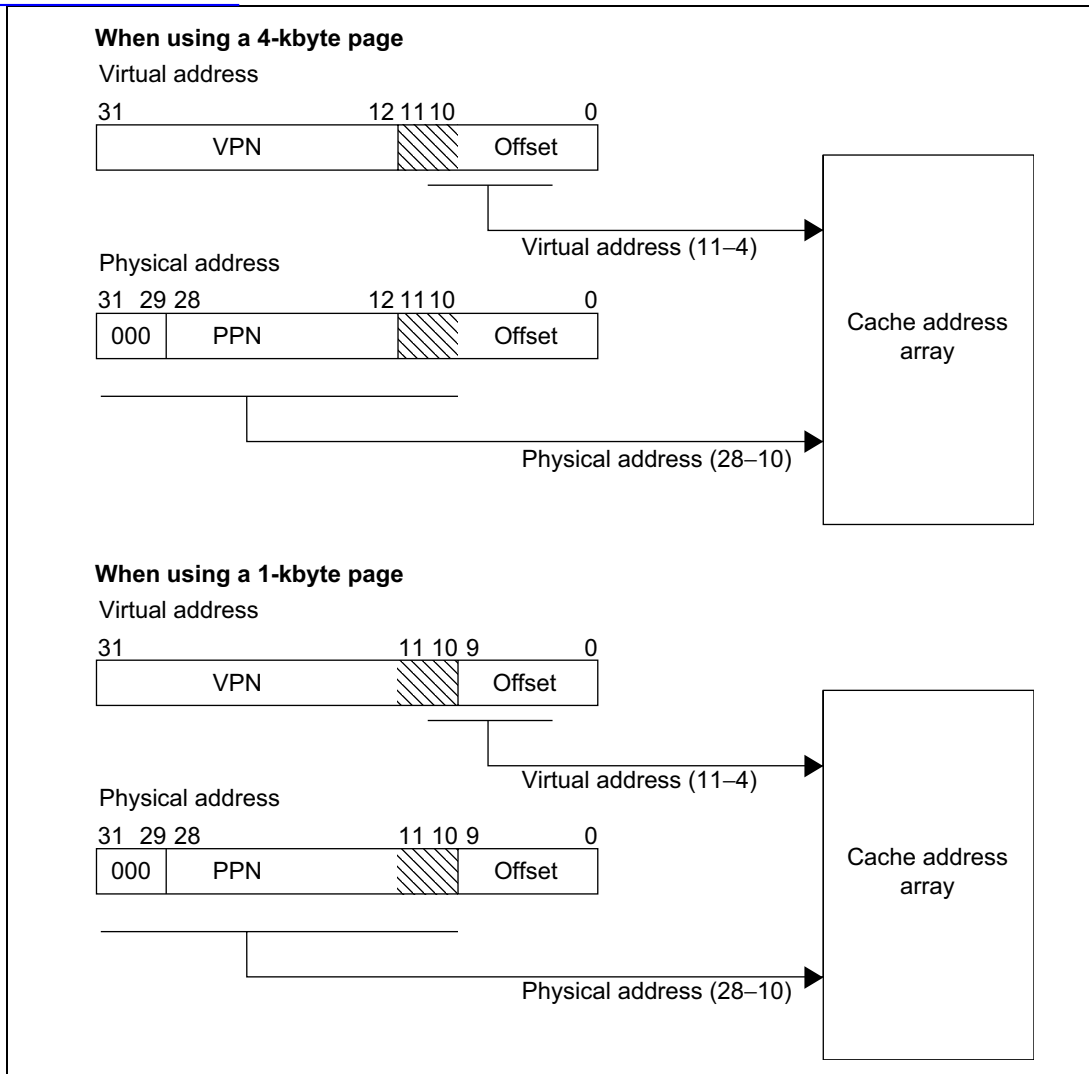 When using a 4-kbyte page
Virtual address
31 12 11 10 0
VPN Offset
Virtual address (11–4)
Physical address
31 29 28 12 11 10 0
000 PPN Offset
Cache address
array
Physical address (28–10)
When using a 1-kbyte page
Virtual address
31 11 10 9 0
VPN Offset
Virtual address (11–4)
Physical address
31 29 28 11 10 9 0
000 PPN Offset
Cache address
array
Physical address (28–10)